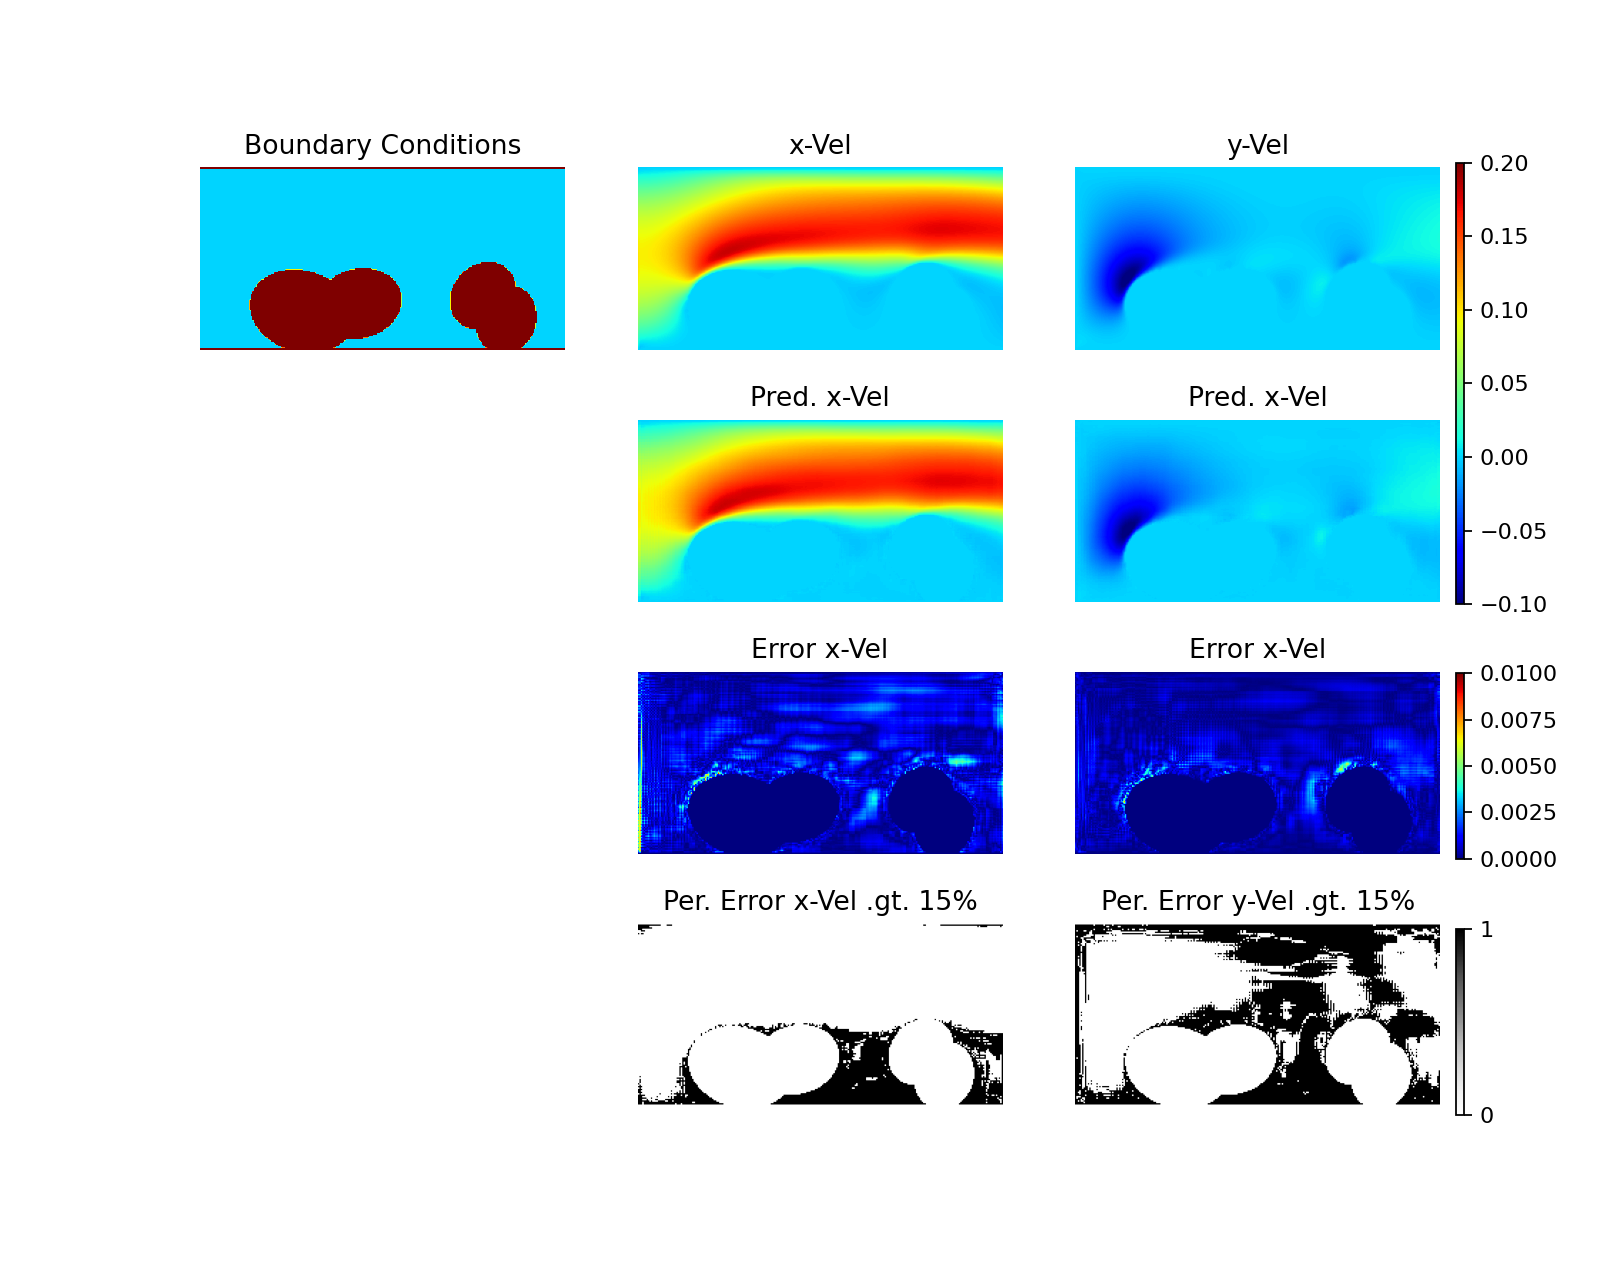 Boundary Conditions
x-Vel
y-Vel
0.20
0.15
0.10
0.05
0.00
−0.05
−0.10
Pred. x-Vel
Pred. x-Vel
Error x-Vel
Error x-Vel
0.0100
0.0075
0.0050
0.0025
0.0000
Per. Error x-Vel .gt. 15%
Per. Error y-Vel .gt. 15%
1
0